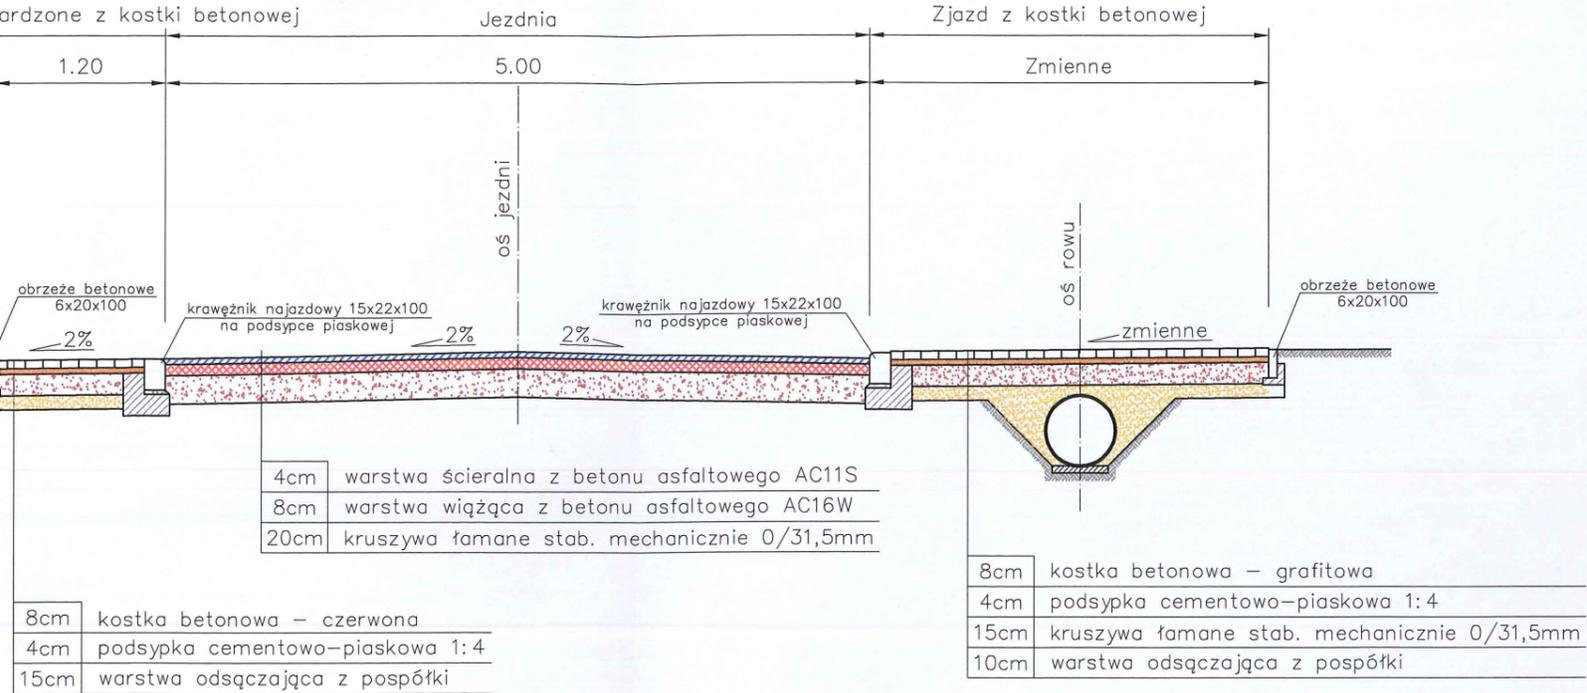 ardzone z kostki betonowej
Jezdnia
Zjazd z kostki betonowej
1.20
5.00
Zmienne
oś jezdni
oś rowu
obrzeże betonowe
6x20x100
krawężnik najazdowy 15x22x100
na podsypce piaskowej
krawężnik najazdowy 15x22x100
na podsypce piaskowej
obrzeże betonowe
6x20x100
2%
2%
2%
zmienne
4cm warstwa ścieralna z betonu asfaltowego AC11S
8cm warstwa wiążąca z betonu asfaltowego AC16W
20cm kruszywa łamane stab. mechanicznie 0/31,5mm
8cm kostka betonowa – czerwona
4cm podsypka cementowo–piaskowa 1:4
15cm warstwa odsączająca z pospółki
8cm kostka betonowa – grafitowa
4cm podsypka cementowo–piaskowa 1:4
15cm kruszywa łamane stab. mechanicznie 0/31,5mm
10cm warstwa odsączająca z pospółki